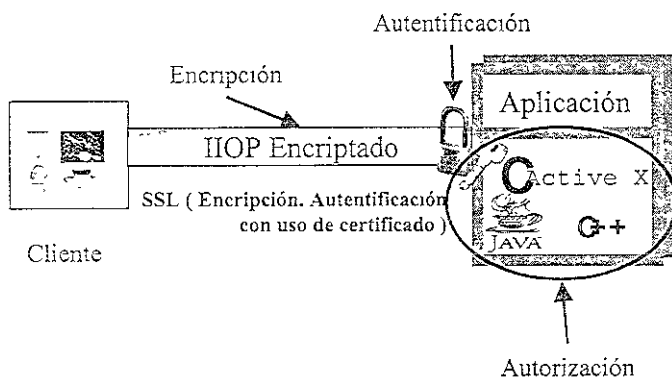 Autentificación
Encripción
Aplicación
IIOP Encriptado
C
Active X
SSL ( Encripción. Autentificación
con uso de certificado )
JAVA
C++
Cliente
Autorización